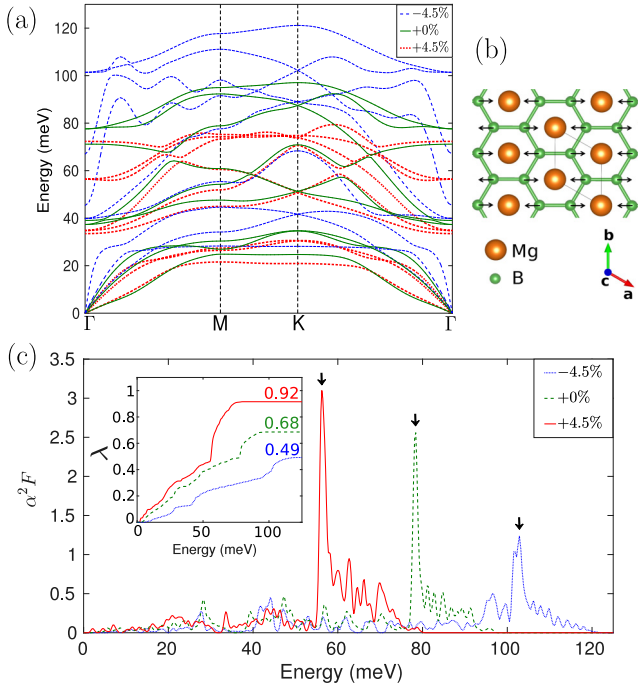 (a)
Energy (meV)
120
100
80
60
40
20
0
−4.5%
+0%
+4.5%
Γ
M
K
Γ
(b)
Mg
B
b
c
a
(c)
α²F
3.5
3
2.5
2
1.5
1
0.5
0
−4.5%
+0%
+4.5%
λ
1
0.8
0.6
0.4
0.2
0
0.92
0.68
0.49
0 50 100
Energy (meV)
0 20 40 60 80 100 120
Energy (meV)